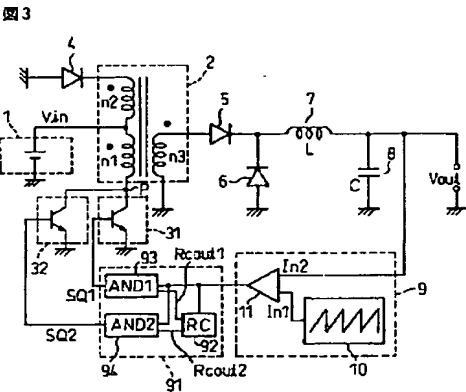 図3
4
2
n2
5
7
1
V.in
n1
n3
L
6
C
8
Vout
P
32
31
93
Rcout1
SQ1
AND1
In2
11
In1
9
SQ2
AND2
RC
92
10
94
91
Rcout2